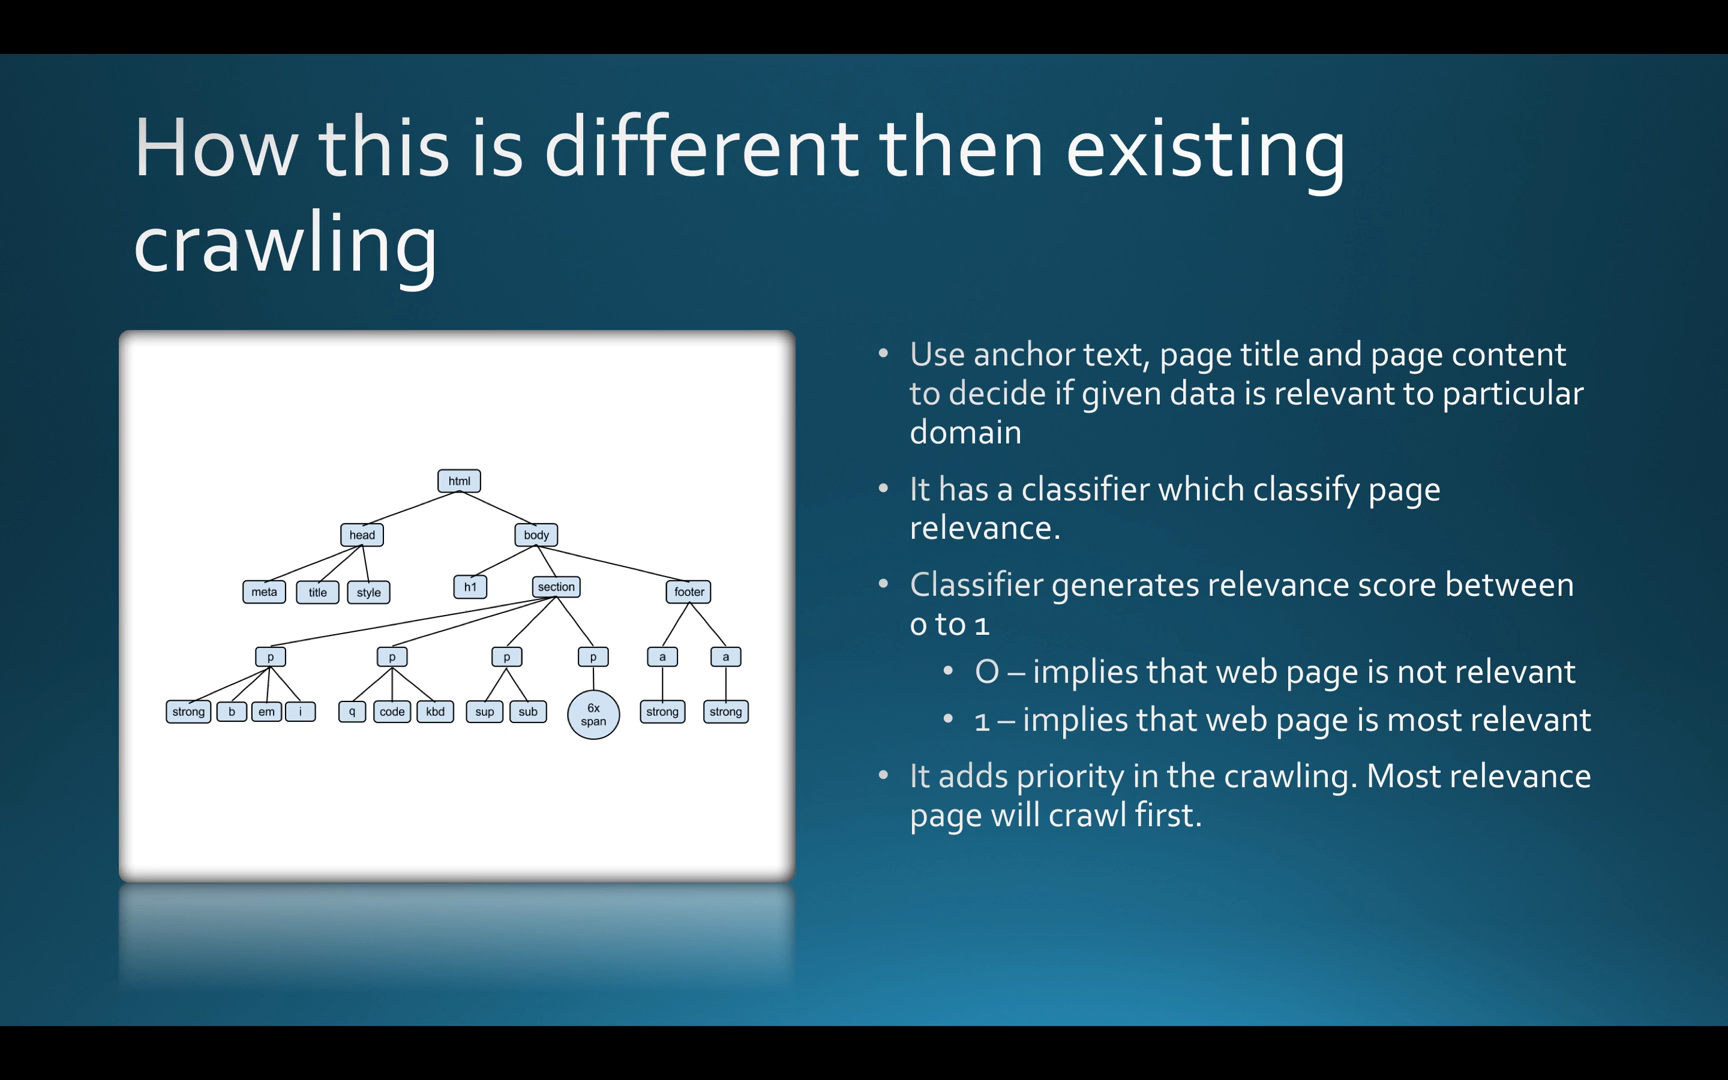 How this is different then existing
crawling
html
head
body
meta
title
style
h1
section
footer
p
p
p
p
a
a
strong
b
em
i
q
code
kbd
sup
sub
6x
span
strong
strong
• Use anchor text, page title and page content
to decide if given data is relevant to particular
domain
• It has a classifier which classify page
relevance.
• Classifier generates relevance score between
0 to 1
• O – implies that web page is not relevant
• 1 – implies that web page is most relevant
• It adds priority in the crawling. Most relevance
page will crawl first.